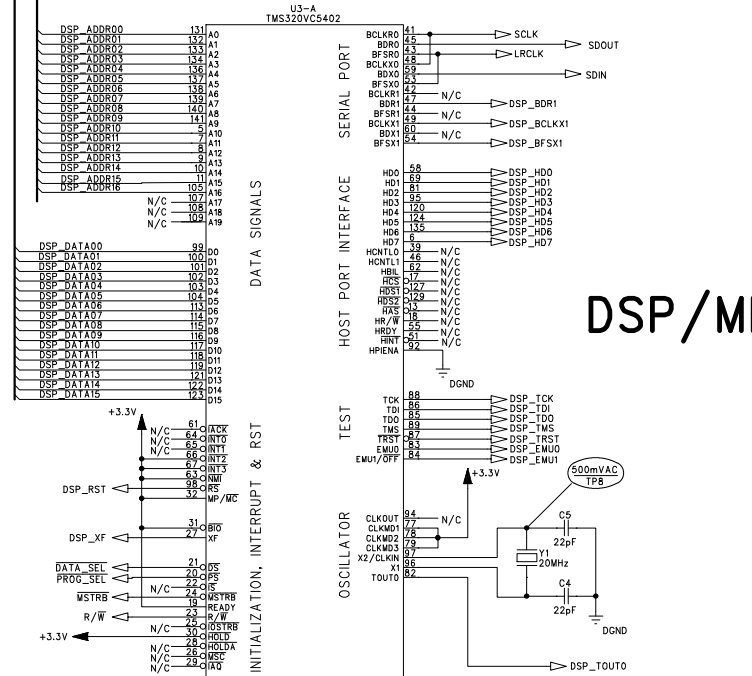 U3-A
TMS320VC5402
DSP_ADDR00 131 A0
DSP_ADDR01 132 A1
DSP_ADDR02 133 A2
DSP_ADDR03 134 A3
DSP_ADDR04 136 A4
DSP_ADDR05 137 A5
DSP_ADDR06 138 A6
DSP_ADDR07 139 A7
DSP_ADDR08 140 A8
DSP_ADDR09 141 A9
DSP_ADDR10 5 A10
DSP_ADDR11 7 A11
DSP_ADDR12 8 A12
DSP_ADDR13 9 A13
DSP_ADDR14 10 A14
DSP_ADDR15 11 A15
DSP_ADDR16 105 A16
N/C 107 A17
N/C 108 A18
N/C 109 A19
DATA SIGNALS
DSP_DATA00 99 D0
DSP_DATA01 100 D1
DSP_DATA02 101 D2
DSP_DATA03 102 D3
DSP_DATA04 103 D4
DSP_DATA05 104 D5
DSP_DATA06 113 D6
DSP_DATA07 114 D7
DSP_DATA08 115 D8
DSP_DATA09 116 D9
DSP_DATA10 117 D10
DSP_DATA11 118 D11
DSP_DATA12 119 D12
DSP_DATA13 121 D13
DSP_DATA14 122 D14
DSP_DATA15 123 D15
+3.3V
N/C 61 IACK
N/C 64 INT0
N/C 65 INT1
66 INT2
67 INT3
63 NMI
DSP_RST 98 RS
32 MP/MC
31 BIO
DSP_XF 27 XF
DATA_SEL 21 DS
PROG_SEL 20 PS
N/C 22 IS
MSTRB 24 MSTRB
19 READY
R/W 23 R/W
N/C 25 IOSTRB
+3.3V 30 HOLD
N/C 28 HOLDA
N/C 26 MSC
N/C 29 IAQ
INITIALIZATION, INTERRUPT & RST
SERIAL PORT
BCLKR0 41 SCLK
BDR0 45 SDOUT
BFSR0 43 LRCLK
BCLKX0 48
BDX0 59 SDIN
BFSX0 53
BCLKR1 42 N/C
BDR1 47 DSP_BDR1
BFSR1 44 N/C
BCLKX1 49 DSP_BCLKX1
BDX1 60 N/C
BFSX1 54 DSP_BFSX1
HOST PORT INTERFACE
HD0 58 DSP_HD0
HD1 69 DSP_HD1
HD2 81 DSP_HD2
HD3 95 DSP_HD3
HD4 120 DSP_HD4
HD5 124 DSP_HD5
HD6 135 DSP_HD6
HD7 6 DSP_HD7
HCNTL0 39 N/C
HCNTL1 46 N/C
HBIL 62 N/C
HCS 17 N/C
HDS1 127 N/C
HDS2 129 N/C
HAS 13 N/C
HR/W 18 N/C
HRDY 55 N/C
HINT 51 N/C
HPIENA 92
DGND
DSP/M
TEST
TCK 88 DSP_TCK
TDI 86 DSP_TDI
TDO 85 DSP_TDO
TMS 89 DSP_TMS
TRST 87 DSP_TRST
EMU0 83 DSP_EMU0
EMU1/OFF 84 DSP_EMU1
+3.3V
500mVAC
TP8
OSCILLATOR
CLKOUT 94 N/C
CLKMD1 77
CLKMD2 78
CLKMD3 79
X2/CLKIN 97
X1 96
TOUT0 82
C5
22pF
Y1
20MHz
C4
22pF
DGND
DSP_TOUT0